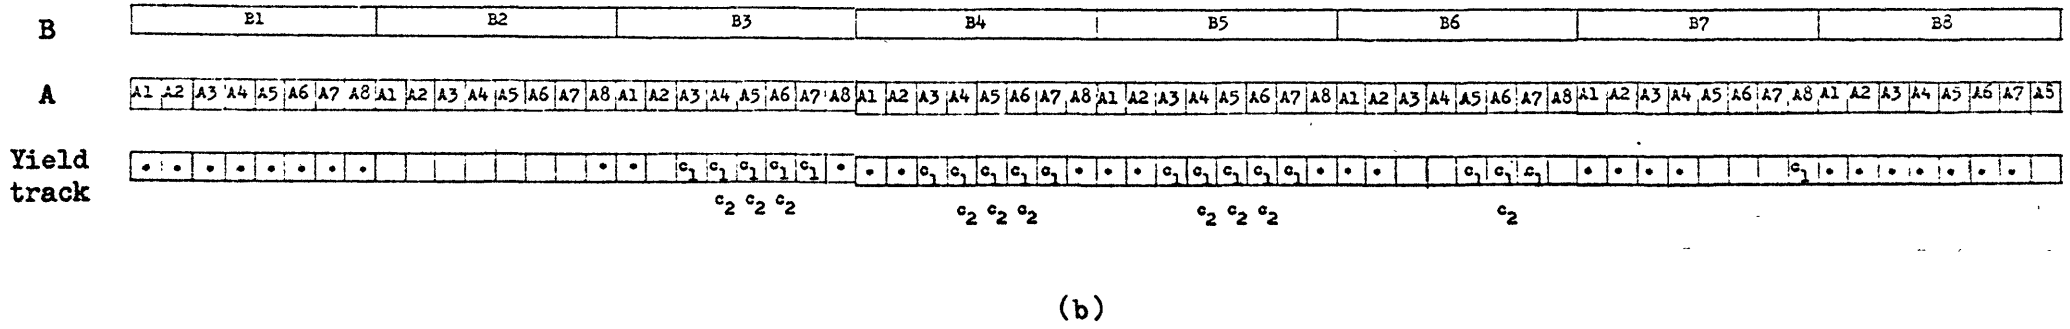 B B1 B2 B3 B4 B5 B6 B7 B8
A A1 A2 A3 A4 A5 A6 A7 A8 A1 A2 A3 A4 A5 A6 A7 A8 A1 A2 A3 A4 A5 A6 A7 A8 A1 A2 A3 A4 A5 A6 A7 A8 A1 A2 A3 A4 A5 A6 A7 A8 A1 A2 A3 A4 A5 A6 A7 A8 A1 A2 A3 A4 A5 A6 A7 A8 A1 A2 A3 A4 A5 A6 A7 A5
Yield
track
• • • • • • • • • • c₁ c₁ c₁ c₁ c₁ • • • c₁ c₁ c₁ c₁ c₁ • • • c₁ c₁ c₁ c₁ c₁ • • • c₁ c₁ c₁ • • • • c₁ • • • • • • •
c₂ c₂ c₂ c₂ c₂ c₂ c₂ c₂ c₂ c₂
(b)